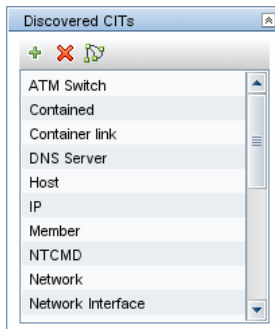 Discovered CITs
ATM Switch
Contained
Container link
DNS Server
Host
IP
Member
NTCMD
Network
Network Interface